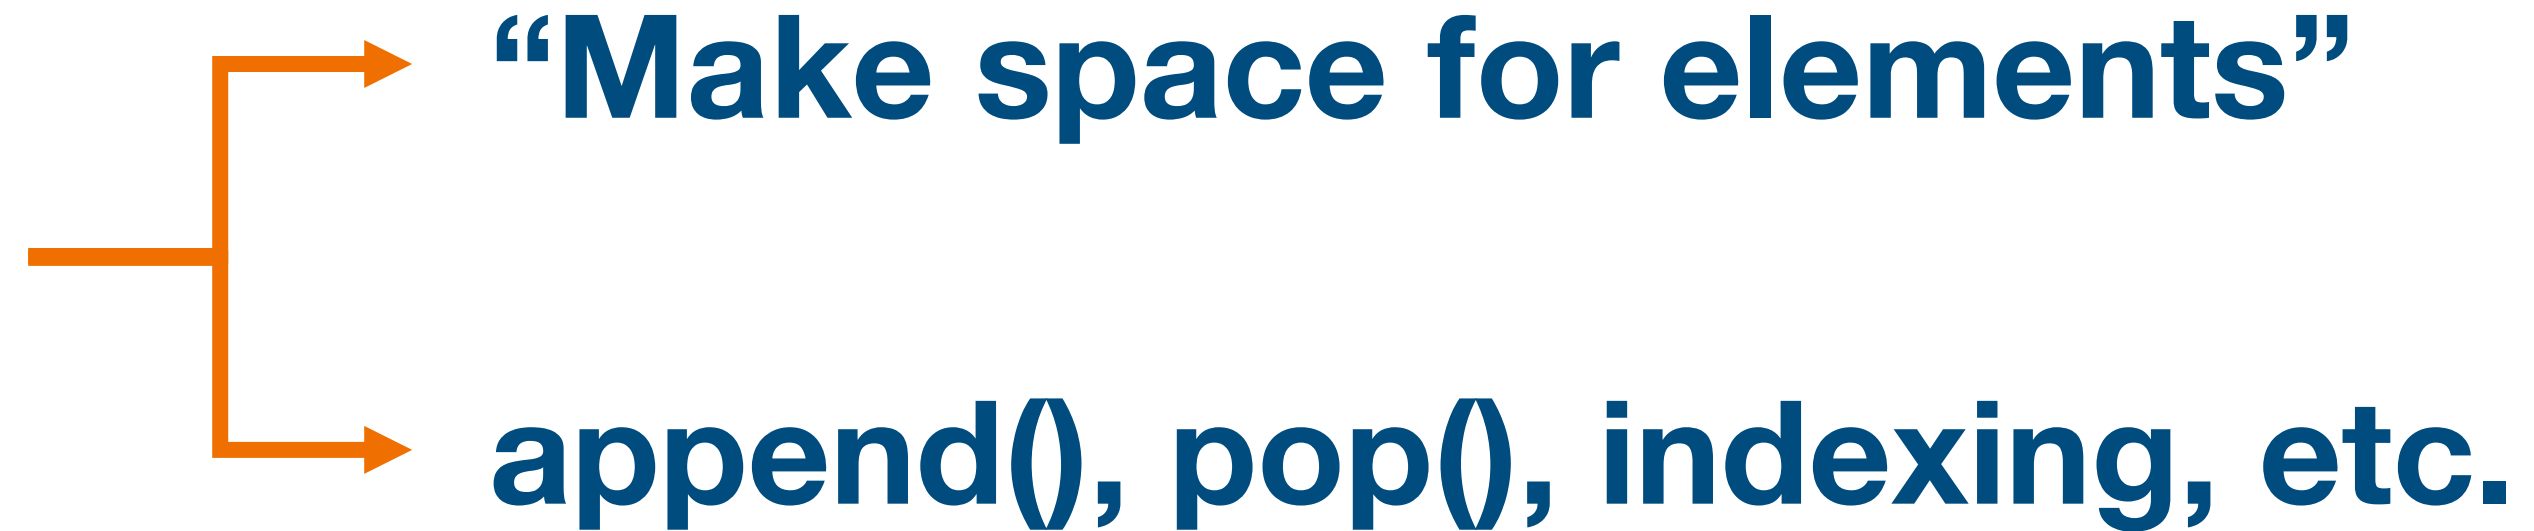 “Make space for elements”
append(), pop(), indexing, etc.